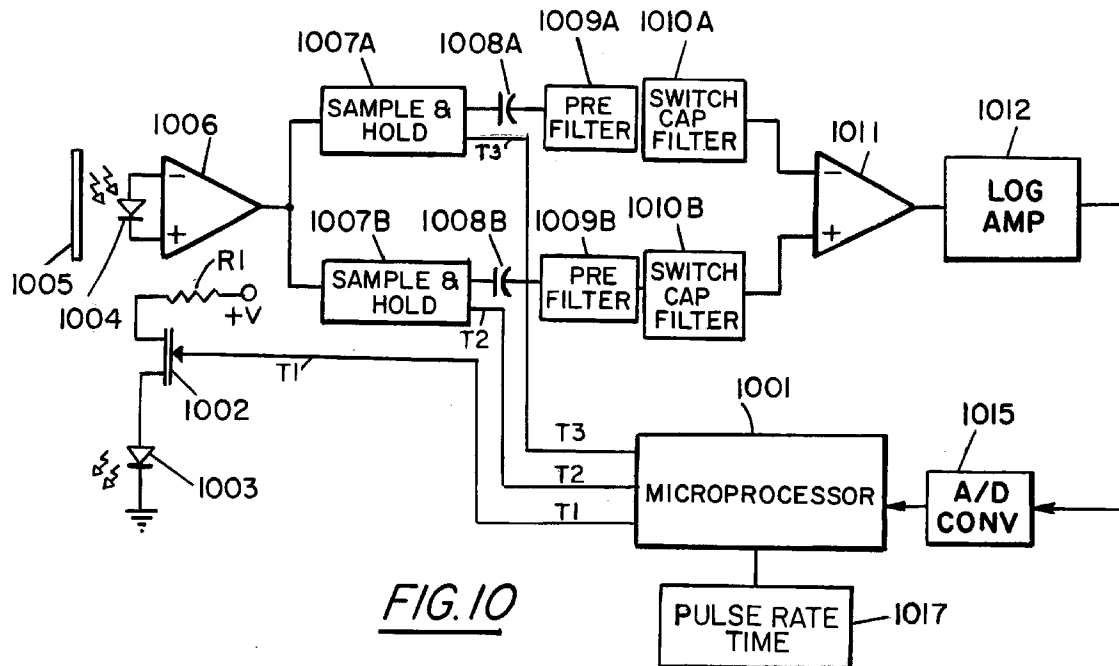 1007A
1008A
1009A
1010A
1006
SAMPLE &
HOLD
T3
PRE
FILTER
SWITCH
CAP
FILTER
1011
1012
LOG
AMP
−
+
−
+
1005
1004
R1
+V
1007B
1008B
1009B
1010B
SAMPLE &
HOLD
T2
PRE
FILTER
SWITCH
CAP
FILTER
T1
1002
1003
1001
T3
T2
T1
MICROPROCESSOR
1015
A/D
CONV
FIG.10
PULSE RATE
TIME
1017